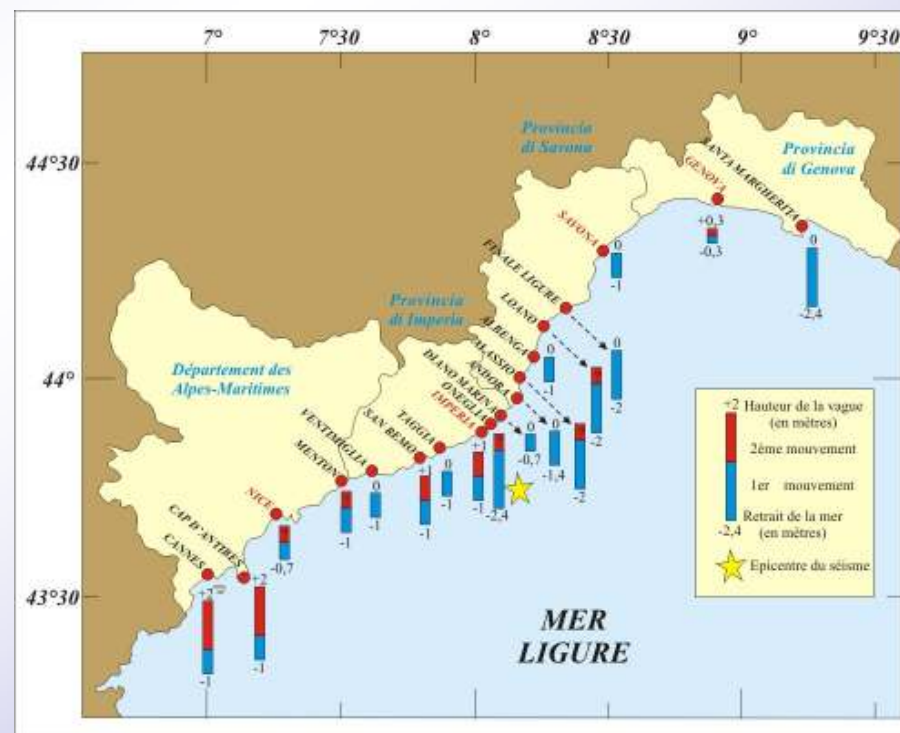 7°
7°30
8°
8°30
9°
9°30
44°30
44°
43°30
Provincia
di Savona
Provincia
di Genova
Provincia
di Imperia
Département des
Alpes-Maritimes
SANTA MARGHERITA
GENOVA
SAVONA
FINALE LIGURE
LOANO
ALBENGA
ALASSIO
ANDORA
DIANO MARIN
ONEGLIA
IMPERIA
TAGGIA
SAN REMO
VENTIMIGLIA
MENTON
NICE
CAP D'ANTIBES
CANNES
+0,3
-0,3
0
-2,4
0
-1
0
-2
-2
0
-1
-2
0
-1,4
0
-0,7
-2,4
+1
-1
0
-1
+1
-1
0
-1
-1
-0,7
+2
-1
+2
-1
MER
LIGURE
+2 Hauteur de la vague
(en mètres)
2ème mouvement
1er mouvement
Retrait de la mer
-2,4 (en mètres)
Epicentre du séisme